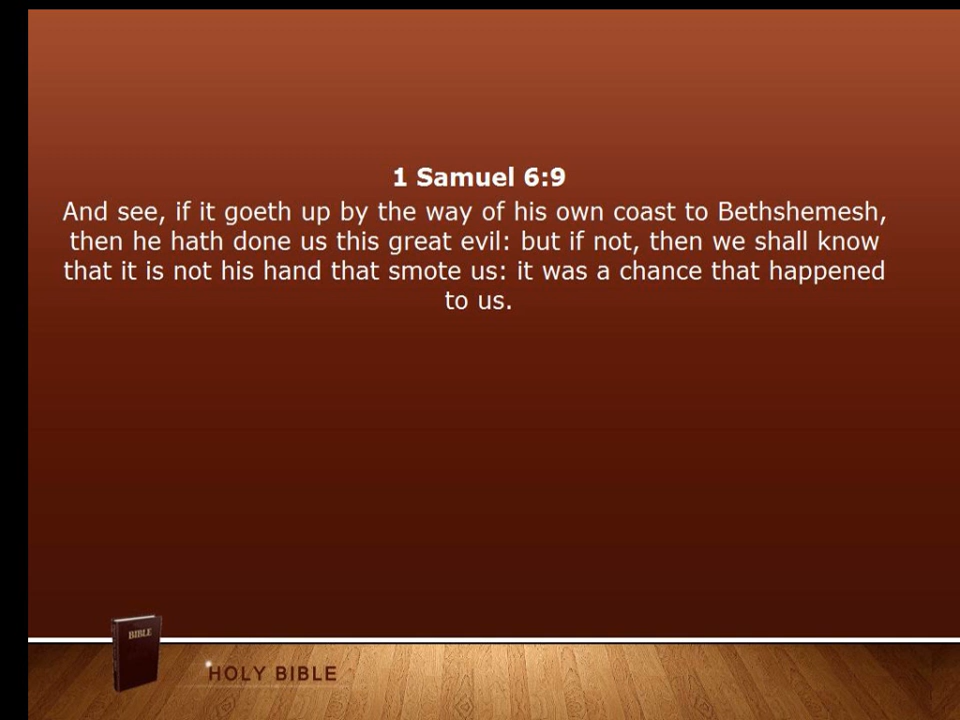 1 Samuel 6:9
And see, if it goeth up by the way of his own coast to Bethshemesh,
then he hath done us this great evil: but if not, then we shall know
that it is not his hand that smote us: it was a chance that happened
to us.
BIBLE
HOLY BIBLE